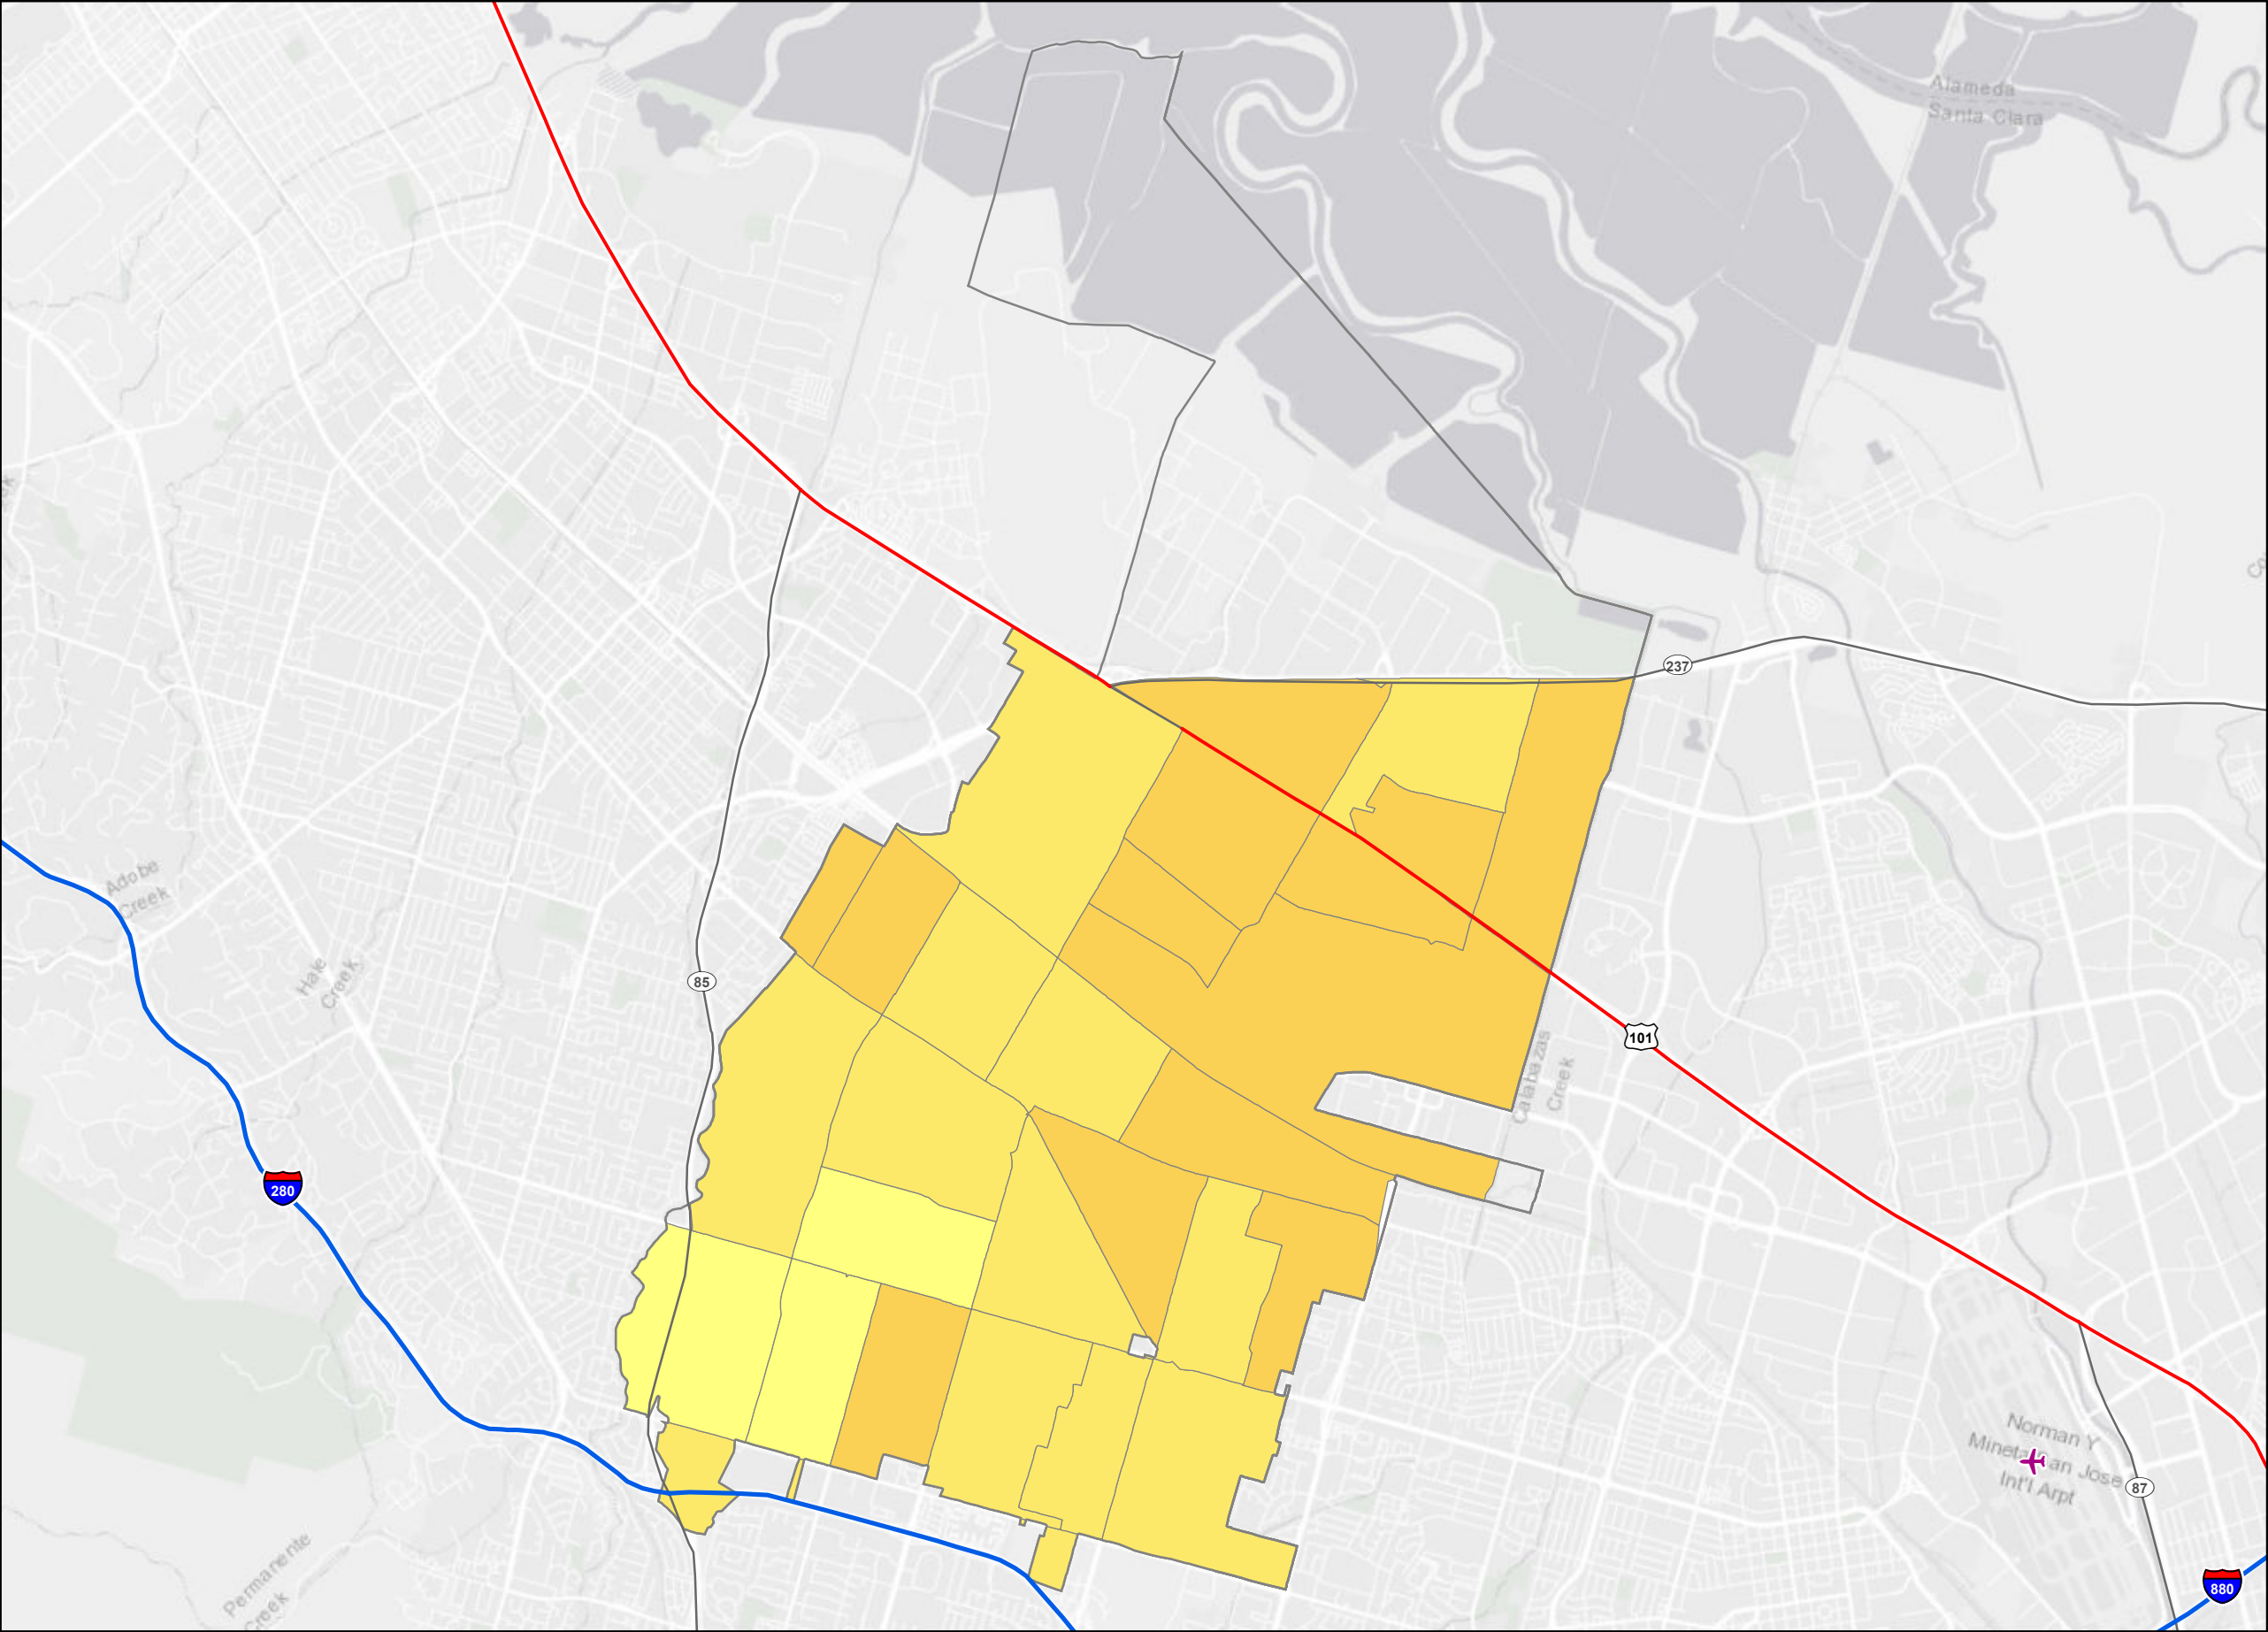 Alameda
Santa Clara
237
Adobe
Creek
Hale
Creek
85
101
Calabazas
Creek
280
Norman Y
Mineta San Jose
Int'l Arpt
87
Permanente
Creek
880